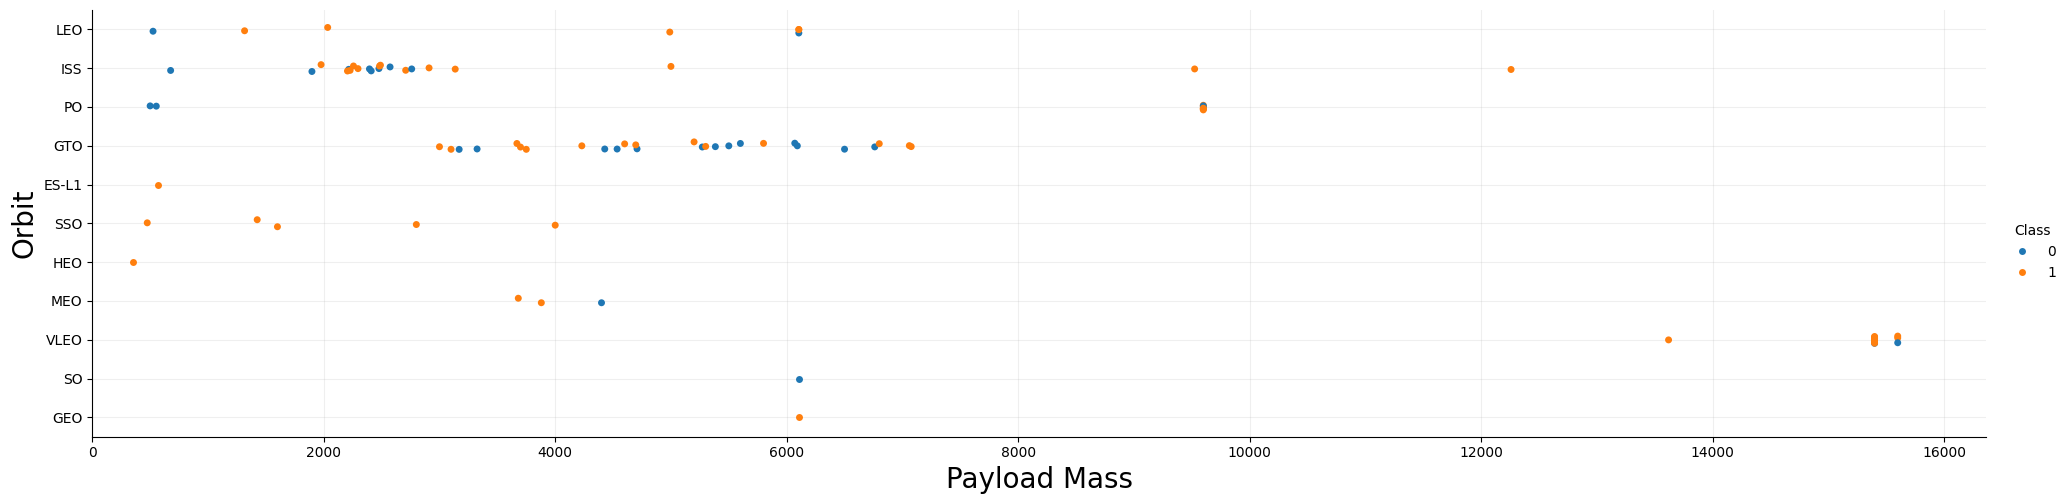 LEO
ISS
PO
GTO
ES-L1
SSO
HEO
MEO
VLEO
SO
GEO
Orbit
0 2000 4000 6000 8000 10000 12000 14000 16000
Payload Mass
Class
0
1